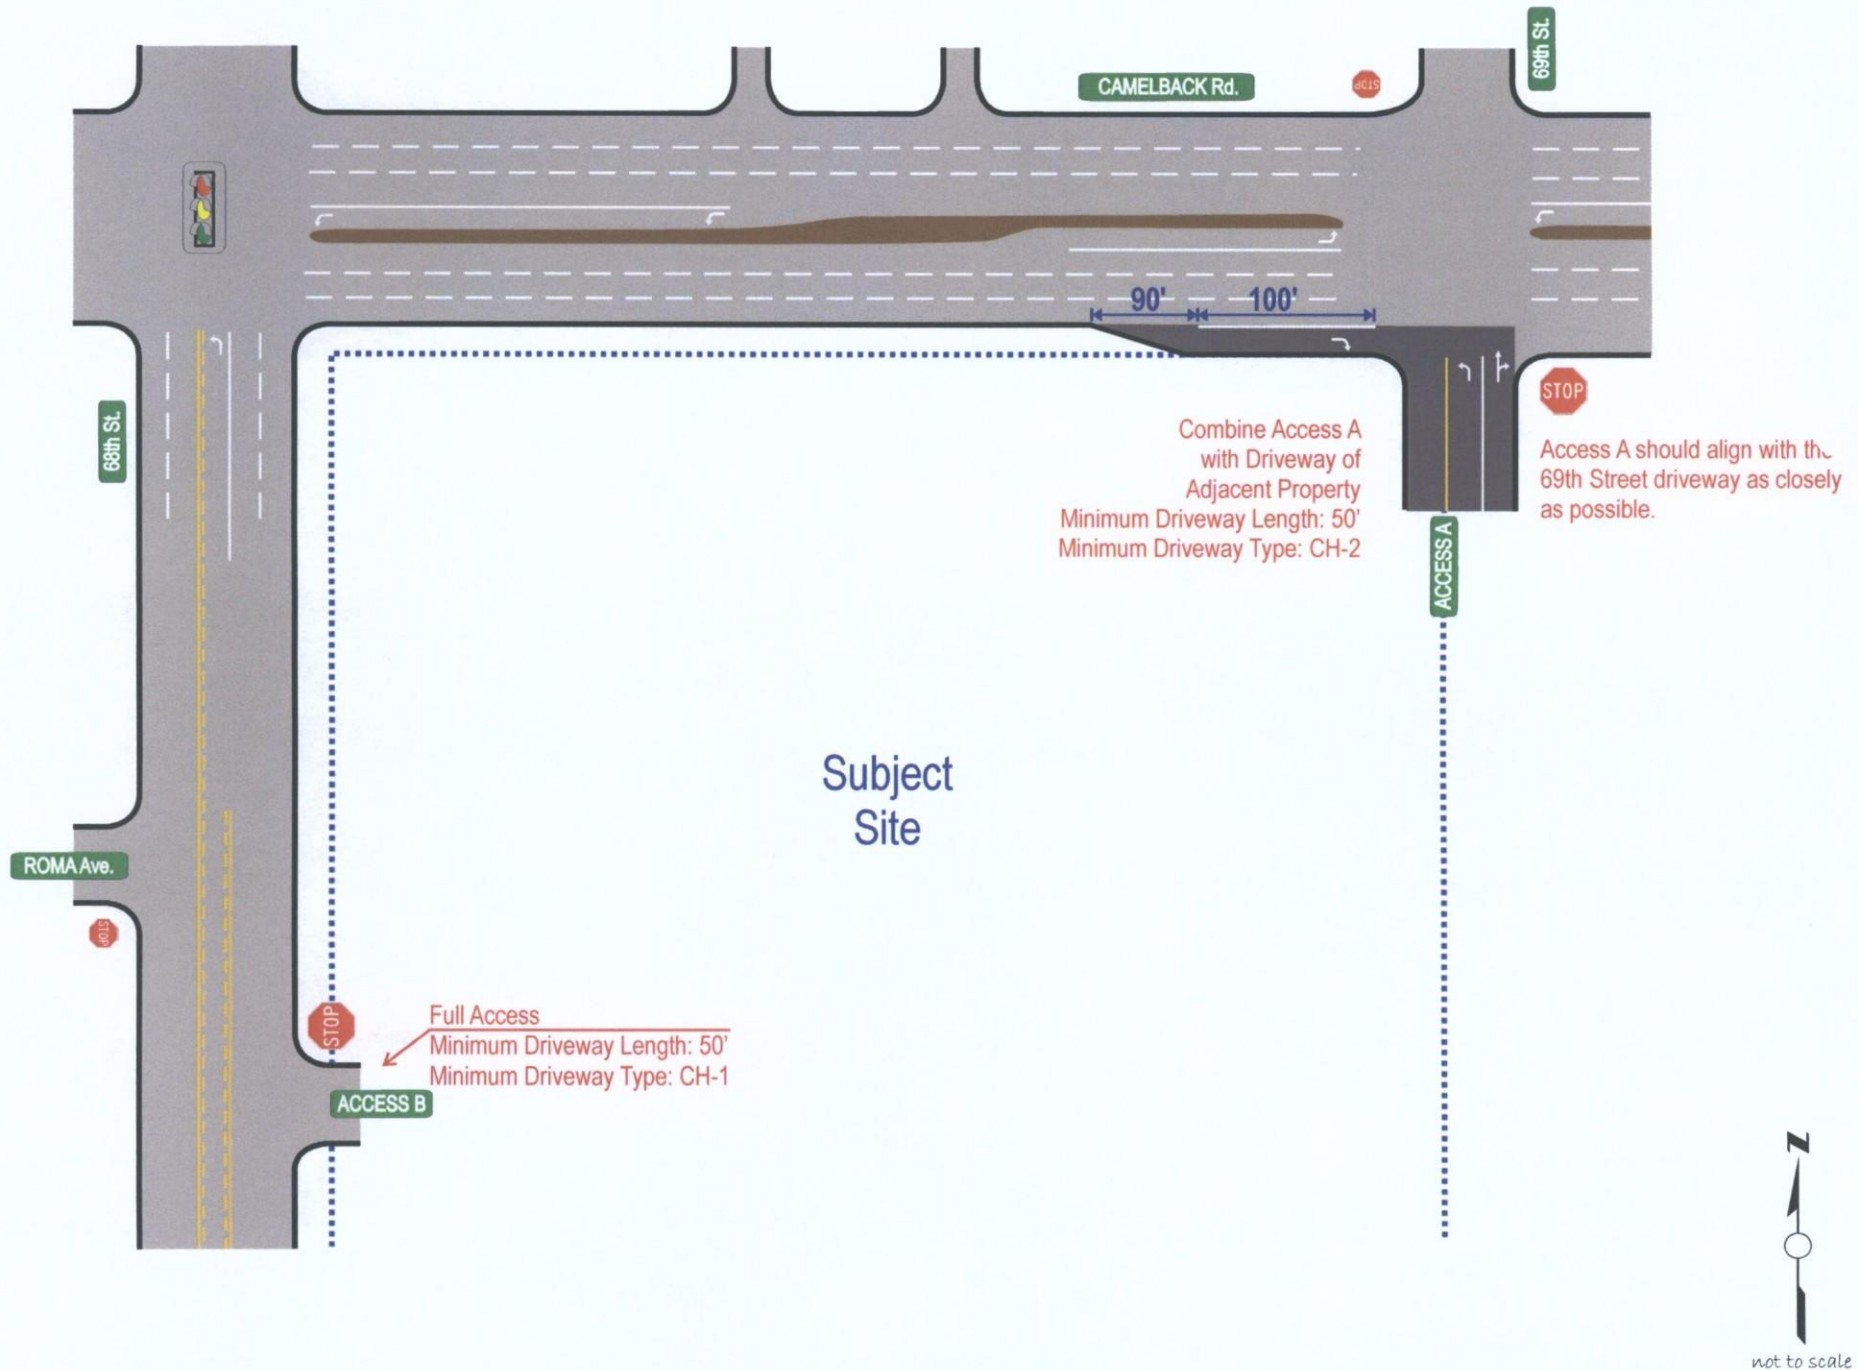 69th St.
CAMELBACK Rd.
STOP
90'
100'
68th St.
STOP
Combine Access A
with Driveway of
Adjacent Property
Minimum Driveway Length: 50'
Minimum Driveway Type: CH-2
Access A should align with the
69th Street driveway as closely
as possible.
ACCESS A
Subject
Site
ROMA Ave.
STOP
STOP
Full Access
Minimum Driveway Length: 50'
Minimum Driveway Type: CH-1
ACCESS B
N
not to scale